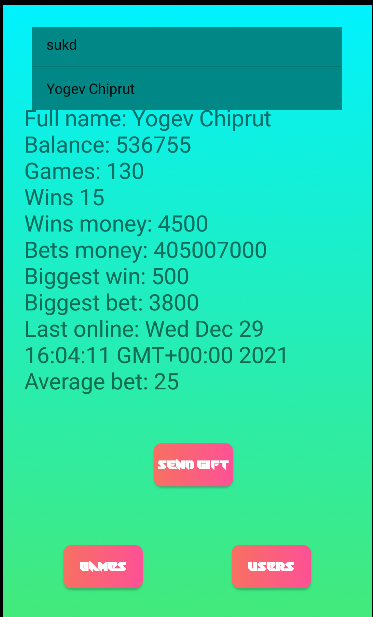 sukd
Yogev Chiprut
Full name: Yogev Chiprut
Balance: 536755
Games: 130
Wins 15
Wins money: 4500
Bets money: 405007000
Biggest win: 500
Biggest bet: 3800
Last online: Wed Dec 29
16:04:11 GMT+00:00 2021
Average bet: 25
SEND GIFT
GAMES
USERS